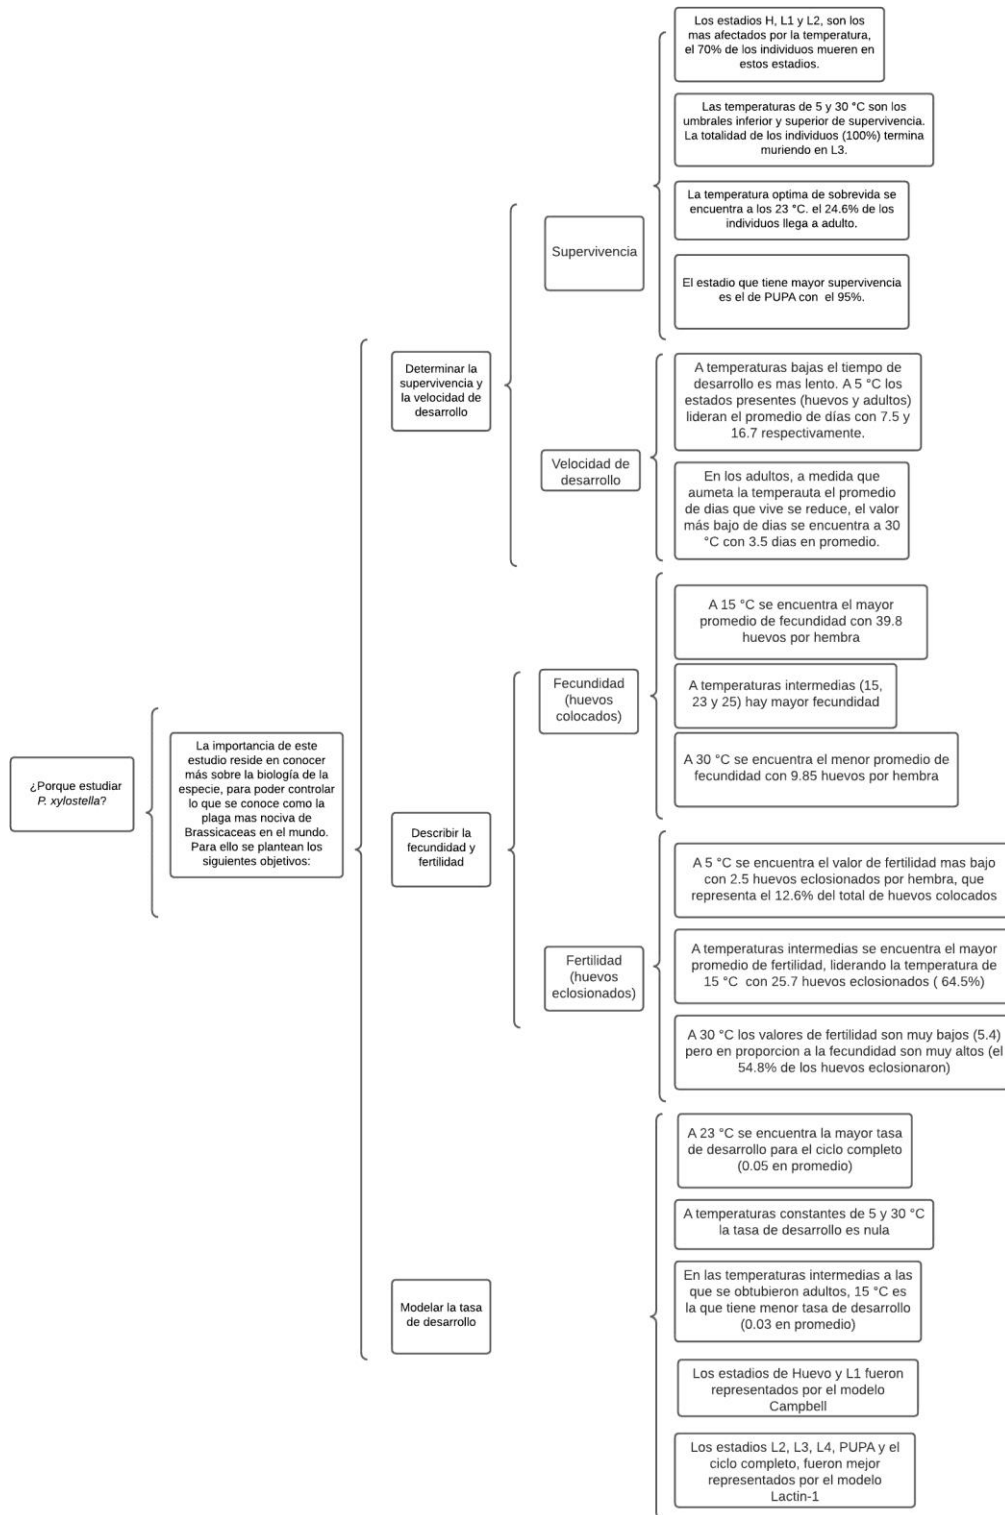 ¿Porque estudiar
P. xylostella?
La importancia de este
estudio reside en conocer
más sobre la biología de la
especie, para poder controlar
lo que se conoce como la
plaga mas nociva de
Brassicaceas en el mundo.
Para ello se plantean los
siguientes objetivos:
Determinar la
supervivencia y
la velocidad de
desarrollo
Supervivencia
Los estadios H, L1 y L2, son los
mas afectados por la temperatura,
el 70% de los individuos mueren en
estos estadios.
Las temperaturas de 5 y 30 °C son los
umbrales inferior y superior de supervivencia.
La totalidad de los individuos (100%) termina
muriendo en L3.
La temperatura optima de sobrevida se
encuentra a los 23 °C. el 24.6% de los
individuos llega a adulto.
El estadio que tiene mayor supervivencia
es el de PUPA con el 95%.
Velocidad de
desarrollo
A temperaturas bajas el tiempo de
desarrollo es mas lento. A 5 °C los
estados presentes (huevos y adultos)
lideran el promedio de días con 7.5 y
16.7 respectivamente.
En los adultos, a medida que
aumeta la temperauta el promedio
de dias que vive se reduce, el valor
más bajo de dias se encuentra a 30
°C con 3.5 dias en promedio.
Describir la
fecundidad y
fertilidad
Fecundidad
(huevos
colocados)
A 15 °C se encuentra el mayor
promedio de fecundidad con 39.8
huevos por hembra
A temperaturas intermedias (15,
23 y 25) hay mayor fecundidad
A 30 °C se encuentra el menor promedio de
fecundidad con 9.85 huevos por hembra
Fertilidad
(huevos
eclosionados)
A 5 °C se encuentra el valor de fertilidad mas bajo
con 2.5 huevos eclosionados por hembra, que
representa el 12.6% del total de huevos colocados
A temperaturas intermedias se encuentra el mayor
promedio de fertilidad, liderando la temperatura de
15 °C con 25.7 huevos eclosionados ( 64.5%)
A 30 °C los valores de fertilidad son muy bajos (5.4)
pero en proporcion a la fecundidad son muy altos (el
54.8% de los huevos eclosionaron)
Modelar la tasa
de desarrollo
A 23 °C se encuentra la mayor tasa
de desarrollo para el ciclo completo
(0.05 en promedio)
A temperaturas constantes de 5 y 30 °C
la tasa de desarrollo es nula
En las temperaturas intermedias a las
que se obtubieron adultos, 15 °C es
la que tiene menor tasa de desarrollo
(0.03 en promedio)
Los estadios de Huevo y L1 fueron
representados por el modelo
Campbell
Los estadios L2, L3, L4, PUPA y el
ciclo completo, fueron mejor
representados por el modelo
Lactin-1